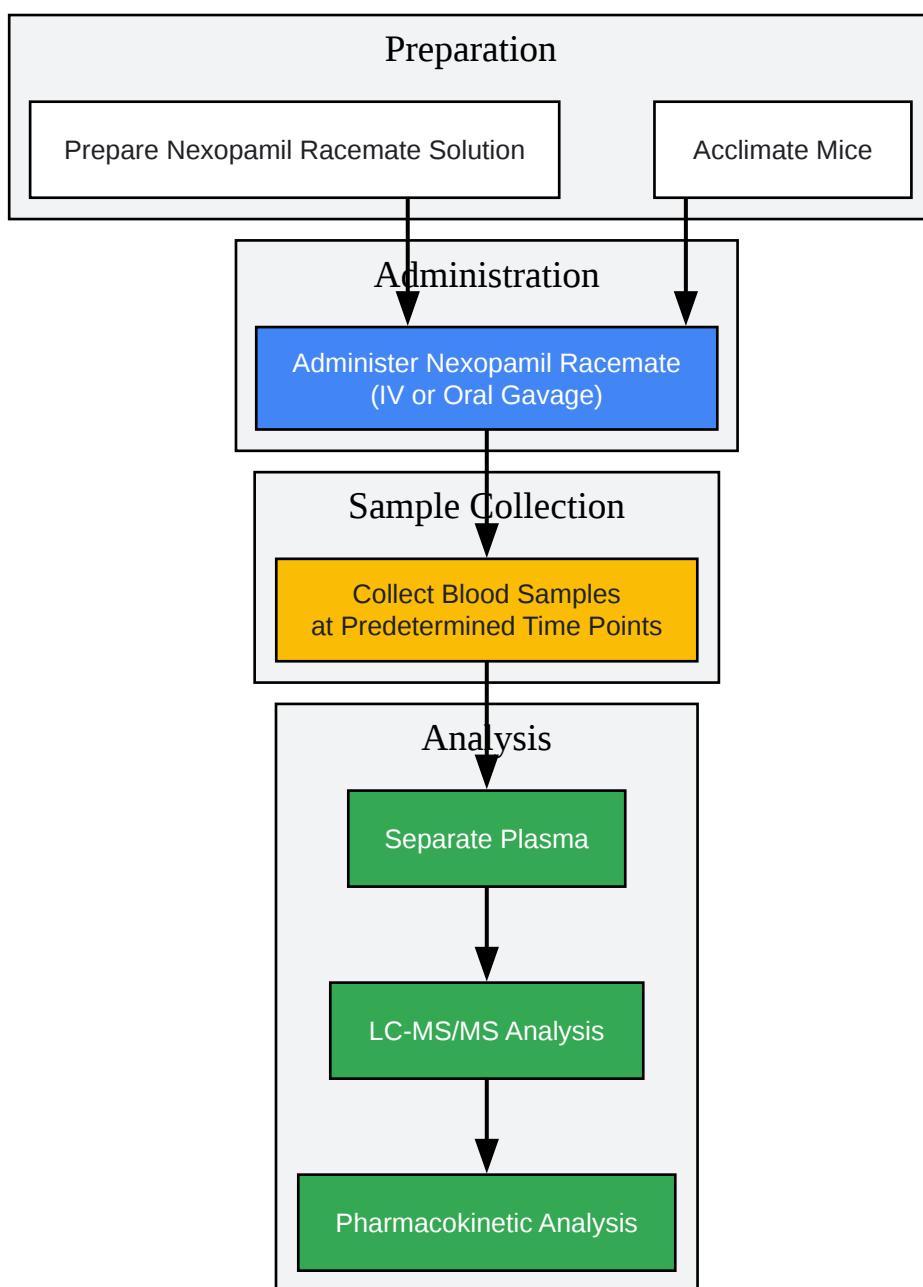 Preparation
Prepare Nexopamil Racemate Solution
Acclimate Mice
Administration
Administer Nexopamil Racemate
(IV or Oral Gavage)
Sample Collection
Collect Blood Samples
at Predetermined Time Points
Analysis
Separate Plasma
LC-MS/MS Analysis
Pharmacokinetic Analysis